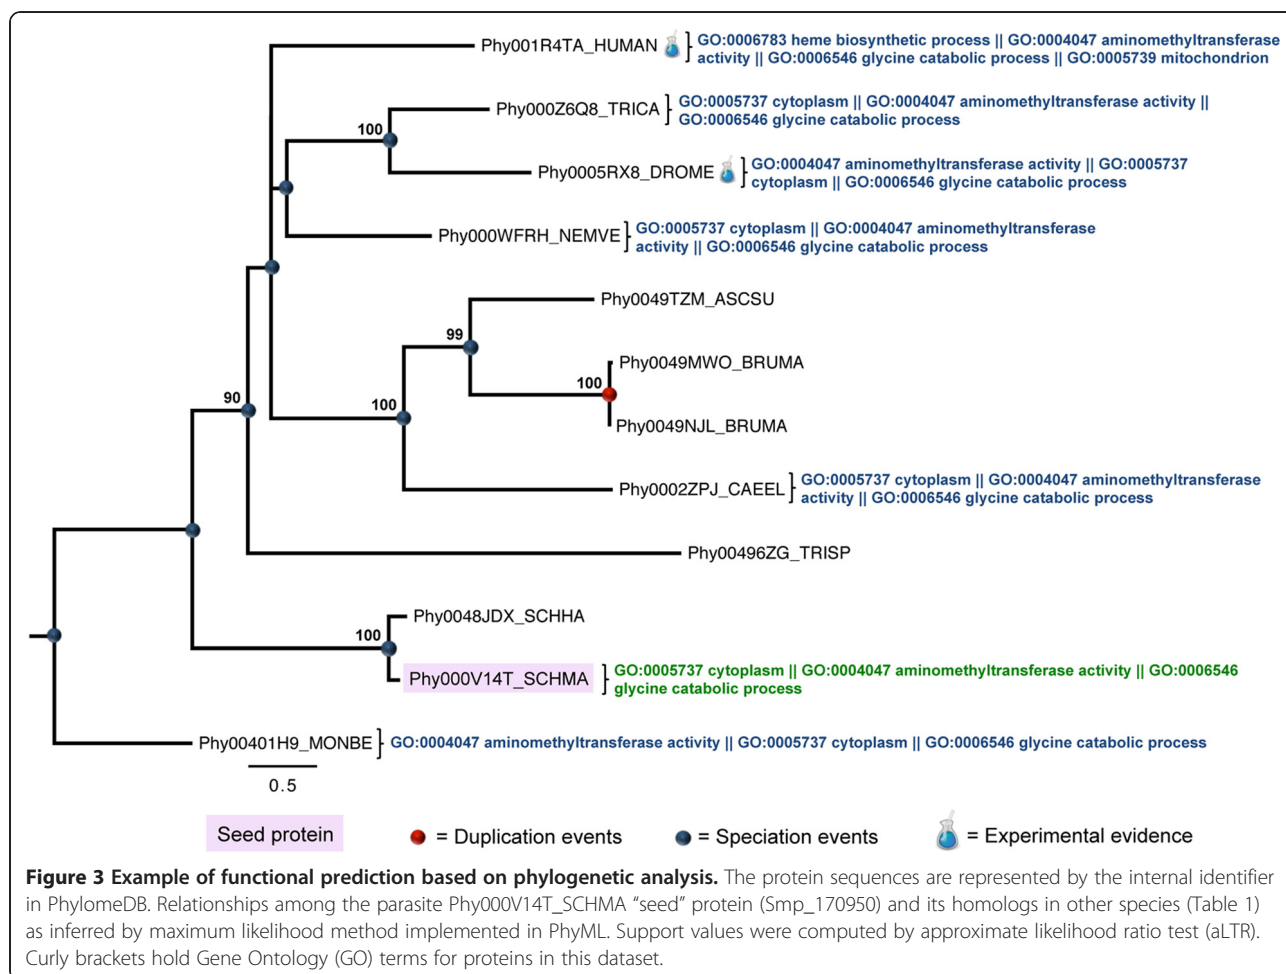 Phy001R4TA_HUMAN GO:0006783 heme biosynthetic process || GO:0004047 aminomethyltransferase
activity || GO:0006546 glycine catabolic process || GO:0005739 mitochondrion
Phy000Z6Q8_TRICA GO:0005737 cytoplasm || GO:0004047 aminomethyltransferase activity ||
GO:0006546 glycine catabolic process
100
Phy0005RX8_DROME GO:0004047 aminomethyltransferase activity || GO:0005737
cytoplasm || GO:0006546 glycine catabolic process
Phy000WFRH_NEMVE GO:0005737 cytoplasm || GO:0004047 aminomethyltransferase
activity || GO:0006546 glycine catabolic process
Phy0049TZM_ASCSU
99
Phy0049MWO_BRUMA
100
Phy0049NJL_BRUMA
100
90
Phy0002ZPJ_CAEEL GO:0005737 cytoplasm || GO:0004047 aminomethyltransferase
activity || GO:0006546 glycine catabolic process
Phy00496ZG_TRISP
Phy0048JDX_SCHHA
100
Phy000V14T_SCHMA GO:0005737 cytoplasm || GO:0004047 aminomethyltransferase activity || GO:0006546
glycine catabolic process
Phy00401H9_MONBE GO:0004047 aminomethyltransferase activity || GO:0005737 cytoplasm || GO:0006546 glycine catabolic process
0.5
Seed protein = Duplication events = Speciation events = Experimental evidence
Figure 3 Example of functional prediction based on phylogenetic analysis. The protein sequences are represented by the internal identifier
in PhylomeDB. Relationships among the parasite Phy000V14T_SCHMA “seed” protein (Smp_170950) and its homologs in other species (Table 1)
as inferred by maximum likelihood method implemented in PhyML. Support values were computed by approximate likelihood ratio test (aLTR).
Curly brackets hold Gene Ontology (GO) terms for proteins in this dataset.